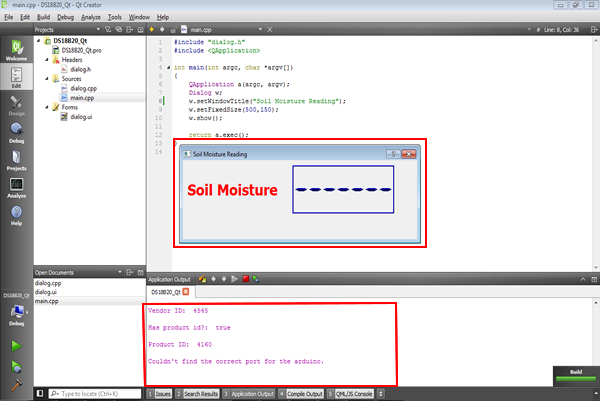 main.cpp - DS18B20_Qt - Qt Creator
File Edit Build Debug Analyze Tools Window Help
Projects
main.cpp
# Line: 8, Col: 36
Welcome
Edit
Design
Debug
Projects
Analyze
Help
DS18B20_Qt
DS18B20_Qt.pro
Headers
dialog.h
Sources
dialog.cpp
main.cpp
Forms
dialog.ui
1 #include "dialog.h"
2 #include <QApplication>
3
4 int main(int argc, char *argv[])
5 {
6 QApplication a(argc, argv);
7 Dialog w;
8 w.setWindowTitle("Soil Moisture Reading");
9 w.setFixedSize(500,150);
10 w.show();
11
12 return a.exec();
13 }
14
Soil Moisture Reading
Soil Moisture
-------
Open Documents
dialog.cpp
dialog.ui
main.cpp
DS18B20_Qt
Debug
Application Output
DS18B20_Qt
Vendor ID: 4545
Has product id?: true
Product ID: 4160
Couldn't find the correct port for the arduino.
Build
Type to locate (Ctrl+K)
1 Issues
2 Search Results
3 Application Output
4 Compile Output
5 QML/JS Console